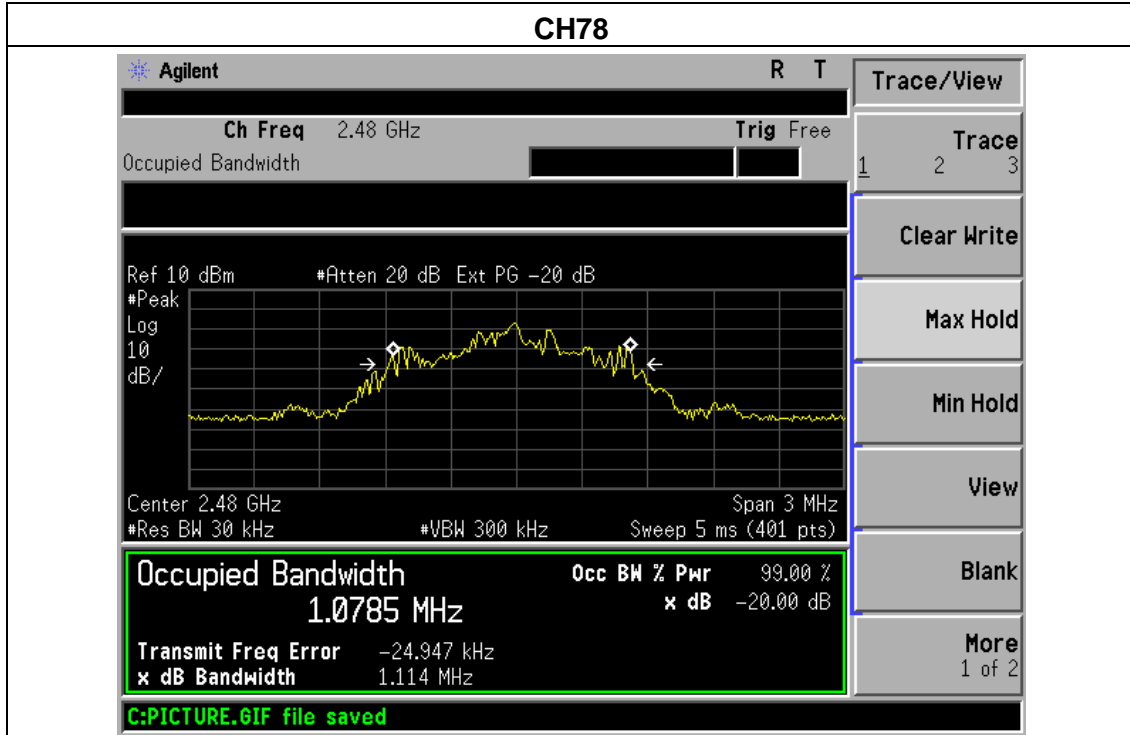 CH78
Agilent R T
Trace/View
Ch Freq 2.48 GHz Trig Free
Occupied Bandwidth
Trace
1 2 3
Clear Write
Ref 10 dBm #Atten 20 dB Ext PG -20 dB
#Peak
Log
10
dB/
Max Hold
Min Hold
View
Center 2.48 GHz Span 3 MHz
#Res BW 30 kHz #VBW 300 kHz Sweep 5 ms (401 pts)
Occupied Bandwidth Occ BW % Pwr 99.00 %
1.0785 MHz x dB -20.00 dB
Blank
Transmit Freq Error -24.947 kHz
x dB Bandwidth 1.114 MHz
More
1 of 2
C:PICTURE.GIF file saved